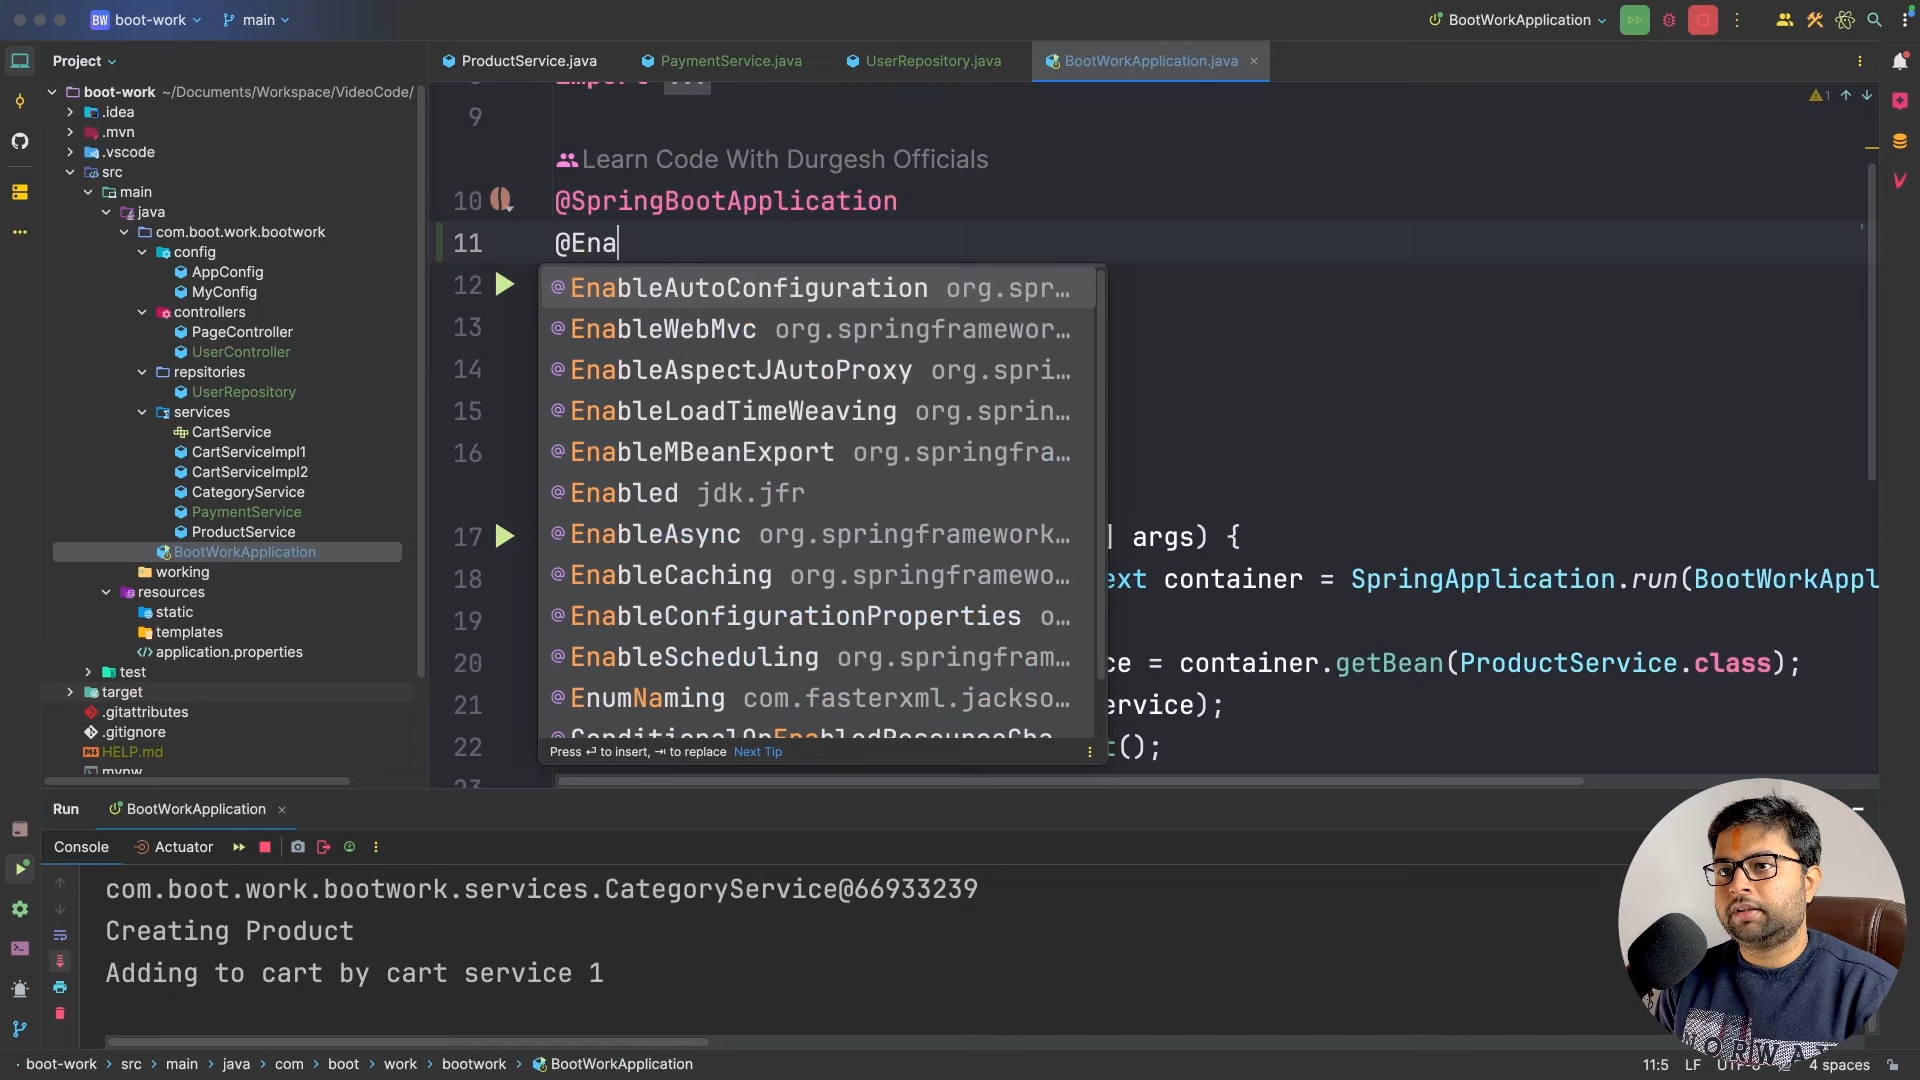 BW boot-work
main
BootWorkApplication
Project
ProductService.java
PaymentService.java
UserRepository.java
BootWorkApplication.java
boot-work ~/Documents/Workspace/VideoCode/
.idea
.mvn
.vscode
src
main
java
com.boot.work.bootwork
config
AppConfig
MyConfig
controllers
PageController
UserController
repsitories
UserRepository
services
CartService
CartServiceImpl1
CartServiceImpl2
CategoryService
PaymentService
ProductService
BootWorkApplication
working
resources
static
templates
application.properties
test
target
.gitattributes
.gitignore
HELP.md
mvnw
import ...
9
1
Learn Code With Durgesh Officials
10 @SpringBootApplication
11 @Ena
12
13
14
15
16
17 args) {
18 ext container = SpringApplication.run(BootWorkAppl
19
20 ce = container.getBean(ProductService.class);
21 ervice);
22 t();
23
@EnableAutoConfiguration org.spr…
@EnableWebMvc org.springframewor…
@EnableAspectJAutoProxy org.spri…
@EnableLoadTimeWeaving org.sprin…
@EnableMBeanExport org.springfra…
@Enabled jdk.jfr
@EnableAsync org.springframework…
@EnableCaching org.springframewo…
@EnableConfigurationProperties o…
@EnableScheduling org.springfram…
@EnumNaming com.fasterxml.jackso…
@ConditionalOnEnabledResourceCha
Press ⏎ to insert, ⇥ to replace Next Tip
Run
BootWorkApplication
Console
Actuator
com.boot.work.bootwork.services.CategoryService@66933239
Creating Product
Adding to cart by cart service 1
boot-work > src > main > java > com > boot > work > bootwork > BootWorkApplication
11:5 LF UTF-8 4 spaces